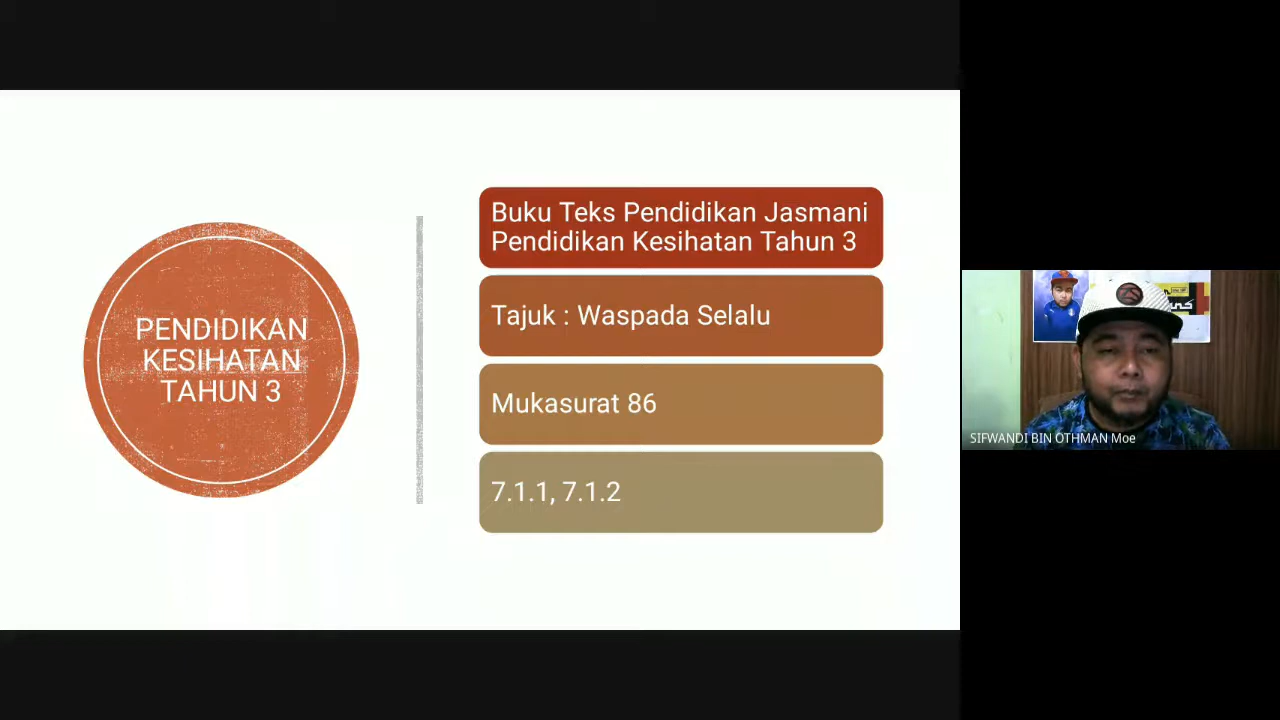 PENDIDIKAN
KESIHATAN
TAHUN 3
Buku Teks Pendidikan Jasmani
Pendidikan Kesihatan Tahun 3
Tajuk : Waspada Selalu
Mukasurat 86
7.1.1, 7.1.2
SIFWANDI BIN OTHMAN Moe